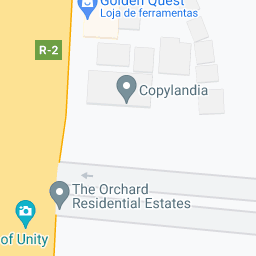 Golden Quest
Loja de ferramentas
R-2
Copylandia
The Orchard
Residential Estates
of Unity